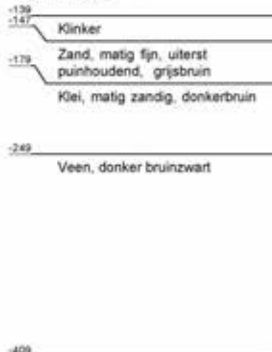 -139
-147
Klinker
-179
Zand, matig fijn, uiterst
puinhoudend, grijsbruin
Klei, matig zandig, donkerbruin
-249
Veen, donker bruinzwart
-409